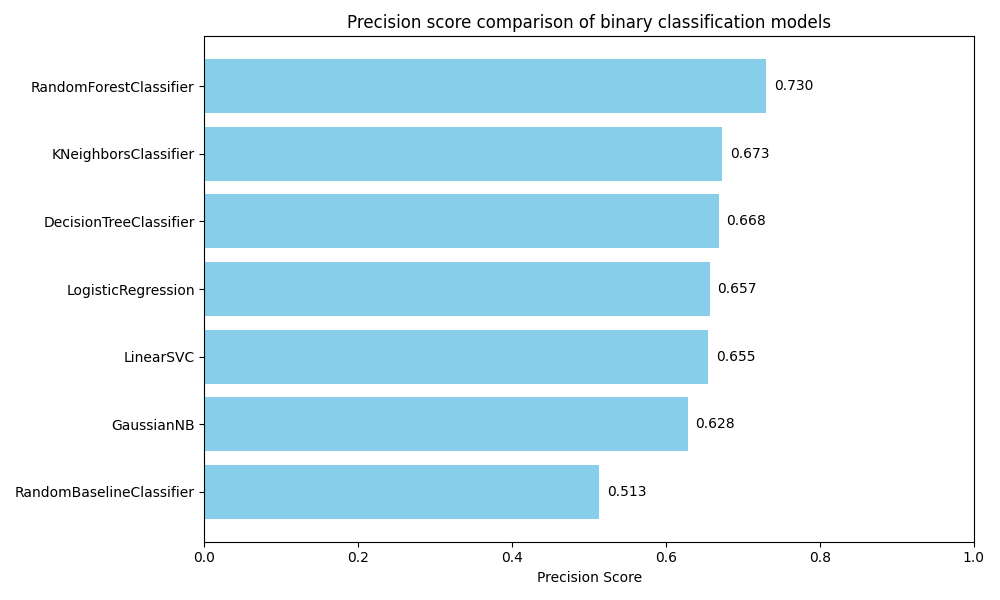 Precision score comparison of binary classification models
RandomForestClassifier 0.730
KNeighborsClassifier 0.673
DecisionTreeClassifier 0.668
LogisticRegression 0.657
LinearSVC 0.655
GaussianNB 0.628
RandomBaselineClassifier 0.513
0.0 0.2 0.4 0.6 0.8 1.0
Precision Score